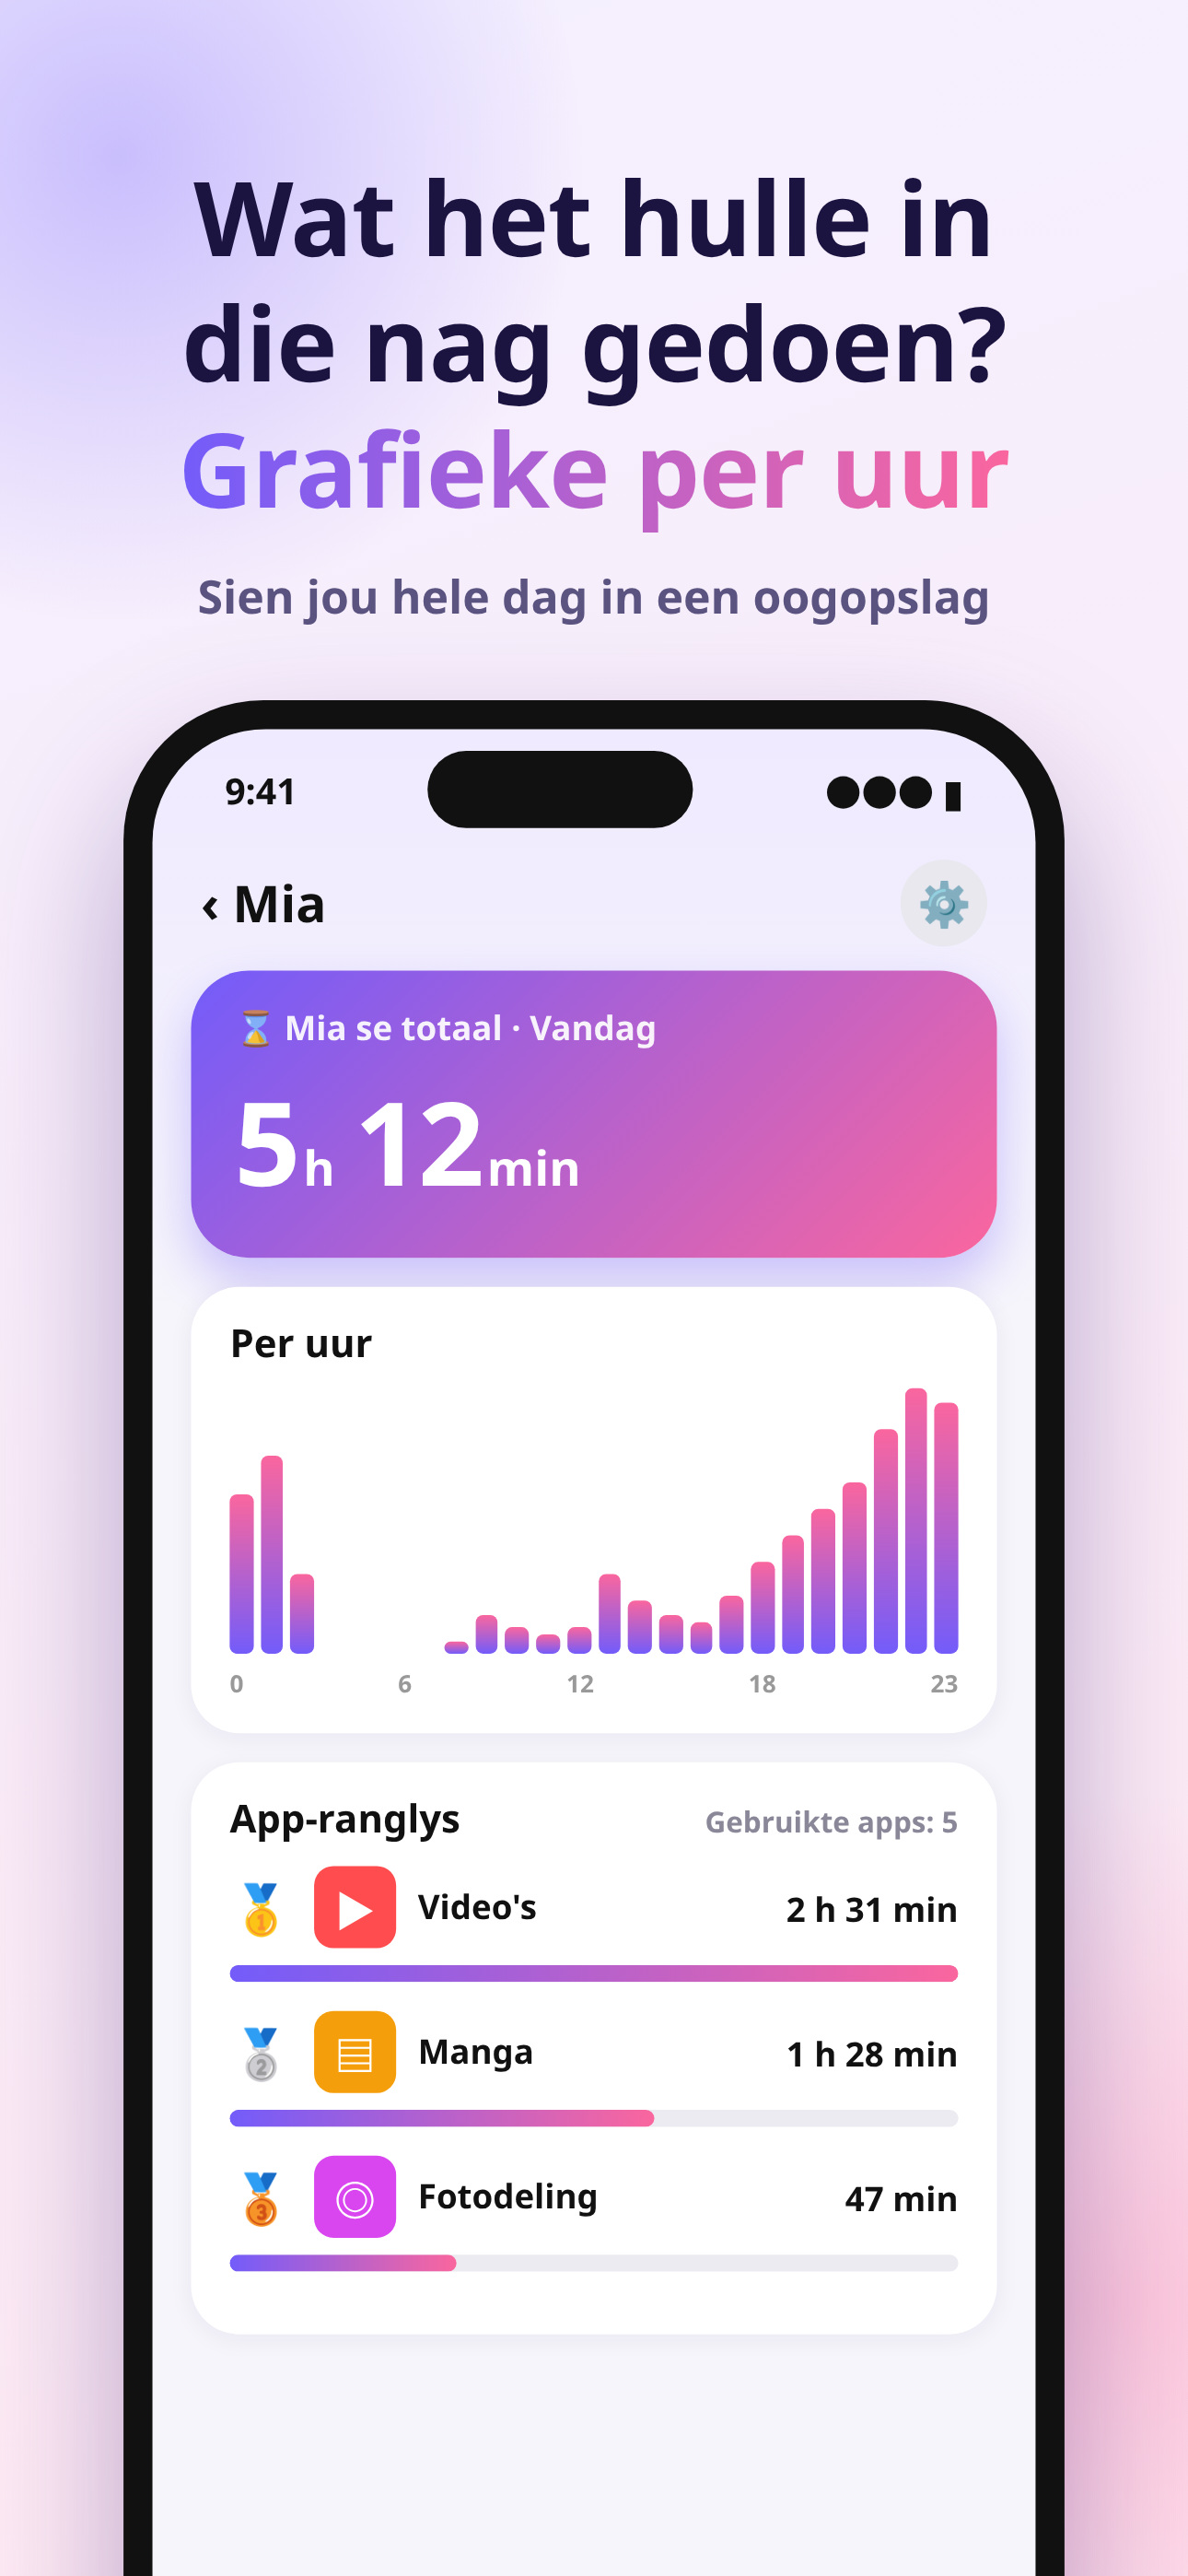 Wat het hulle in
die nag gedoen?
Grafieke per uur
Sien jou hele dag in een oogopslag
9:41
‹ Mia
⌛ Mia se totaal · Vandag
5h 12min
Per uur
0 6 12 18 23
App-ranglys Gebruikte apps: 5
🥇 Video's 2 h 31 min
🥈 Manga 1 h 28 min
🥉 Fotodeling 47 min